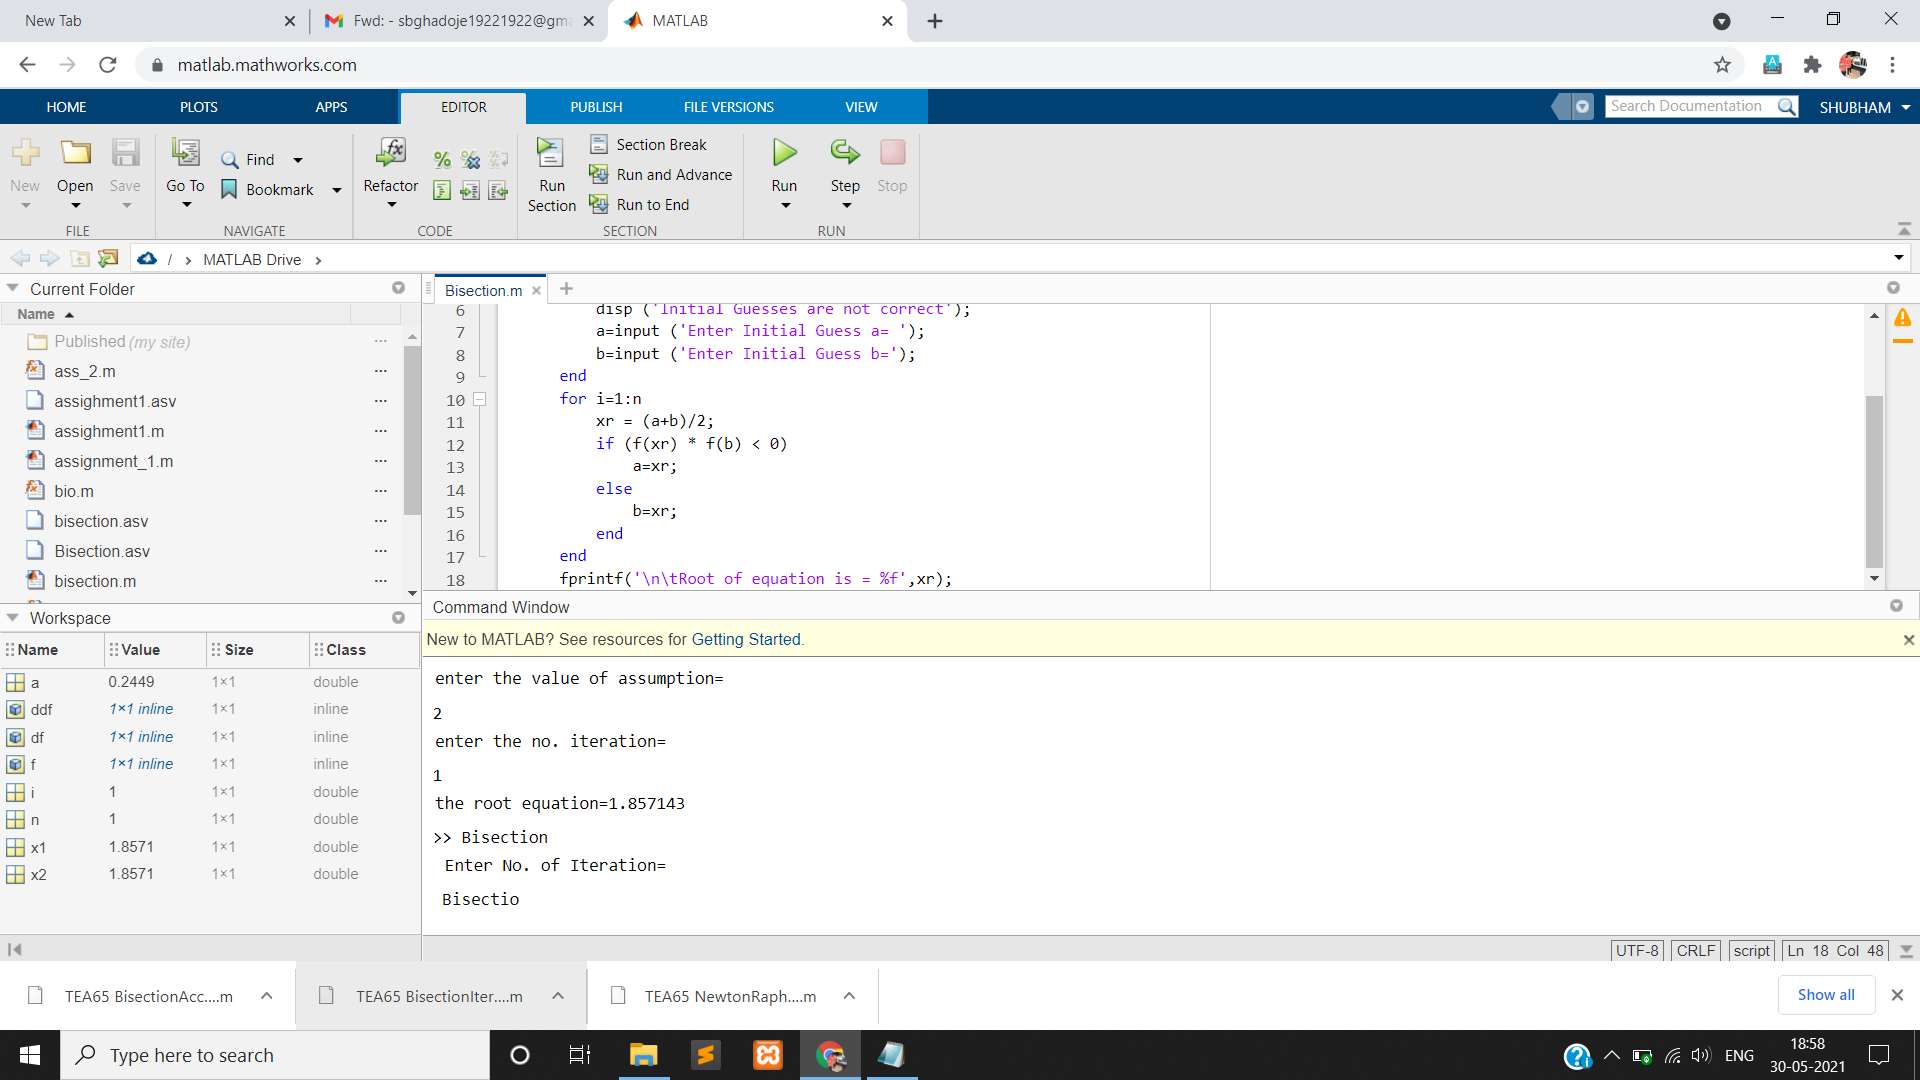 New Tab
Fwd: - sbghadoje19221922@gm
MATLAB
matlab.mathworks.com
HOME PLOTS APPS EDITOR PUBLISH FILE VERSIONS VIEW
Search Documentation
SHUBHAM
New
Open
Save
FILE
Go To
Find
Bookmark
NAVIGATE
Refactor
CODE
Run
Section
Section Break
Run and Advance
Run to End
SECTION
Run
Step
Stop
RUN
/ > MATLAB Drive >
Current Folder
Name
Published (my site)
ass_2.m
assighment1.asv
assighment1.m
assignment_1.m
bio.m
bisection.asv
Bisection.asv
bisection.m
Workspace
Name Value Size Class
a 0.2449 1×1 double
ddf 1×1 inline 1×1 inline
df 1×1 inline 1×1 inline
f 1×1 inline 1×1 inline
i 1 1×1 double
n 1 1×1 double
x1 1.8571 1×1 double
x2 1.8571 1×1 double
Bisection.m
6 disp ('Initial Guesses are not correct');
7 a=input ('Enter Initial Guess a= ');
8 b=input ('Enter Initial Guess b=');
9 end
10 for i=1:n
11 xr = (a+b)/2;
12 if (f(xr) * f(b) < 0)
13 a=xr;
14 else
15 b=xr;
16 end
17 end
18 fprintf('\n\tRoot of equation is = %f',xr);
Command Window
New to MATLAB? See resources for Getting Started.
enter the value of assumption=
2
enter the no. iteration=
1
the root equation=1.857143
>> Bisection
Enter No. of Iteration=
Bisectio
UTF-8 CRLF script Ln 18 Col 48
TEA65 BisectionAcc....m
TEA65 BisectionIter....m
TEA65 NewtonRaph....m
Show all
Type here to search
ENG
18:58
30-05-2021